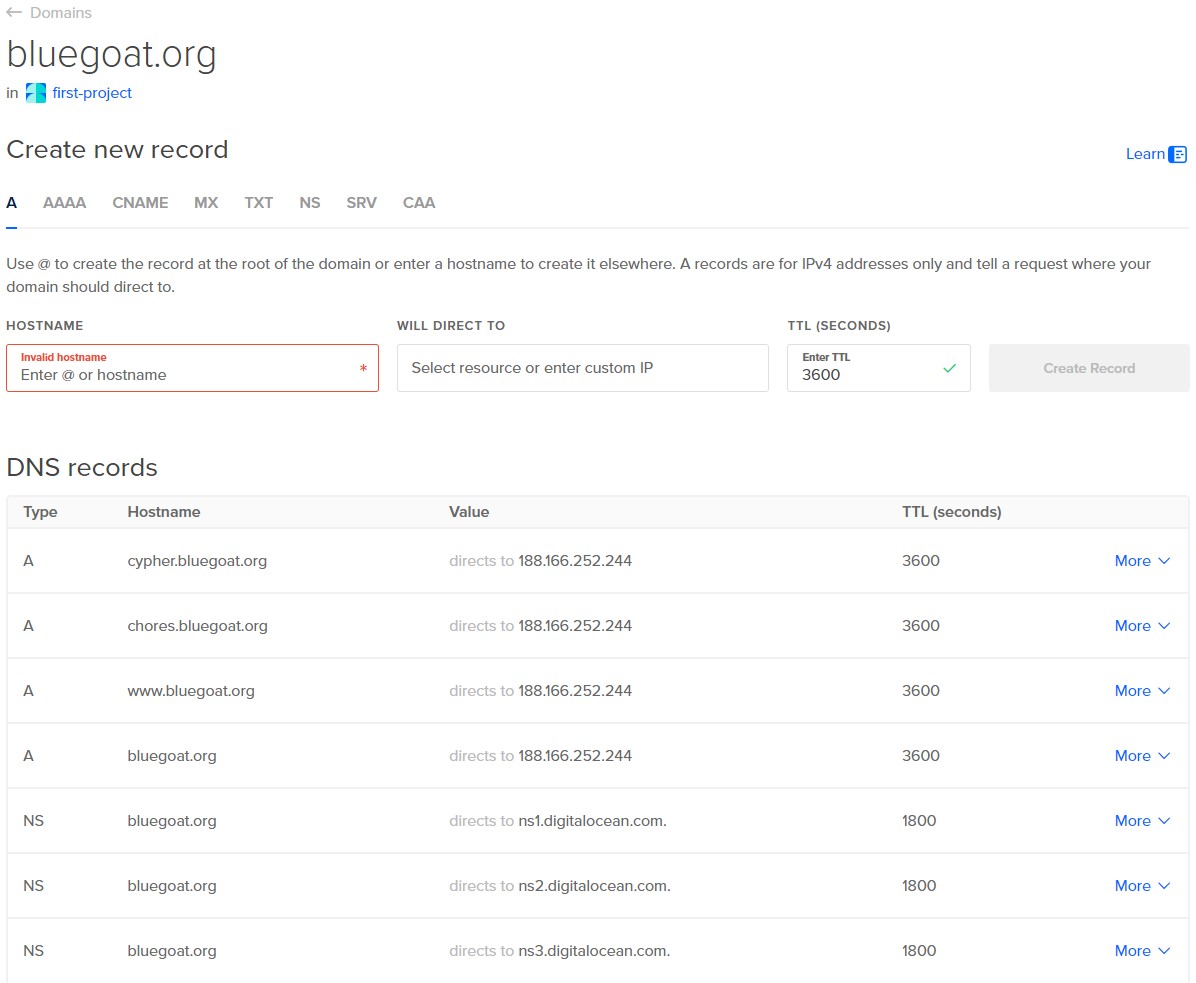 ← Domains
bluegoat.org
in first-project
Create new record
Learn
A AAAA CNAME MX TXT NS SRV CAA
Use @ to create the record at the root of the domain or enter a hostname to create it elsewhere. A records are for IPv4 addresses only and tell a request where your
domain should direct to.
HOSTNAME WILL DIRECT TO TTL (SECONDS)
Invalid hostname
Enter @ or hostname *
Select resource or enter custom IP
Enter TTL
3600
Create Record
DNS records
Type Hostname Value TTL (seconds)
A cypher.bluegoat.org directs to 188.166.252.244 3600 More
A chores.bluegoat.org directs to 188.166.252.244 3600 More
A www.bluegoat.org directs to 188.166.252.244 3600 More
A bluegoat.org directs to 188.166.252.244 3600 More
NS bluegoat.org directs to ns1.digitalocean.com. 1800 More
NS bluegoat.org directs to ns2.digitalocean.com. 1800 More
NS bluegoat.org directs to ns3.digitalocean.com. 1800 More